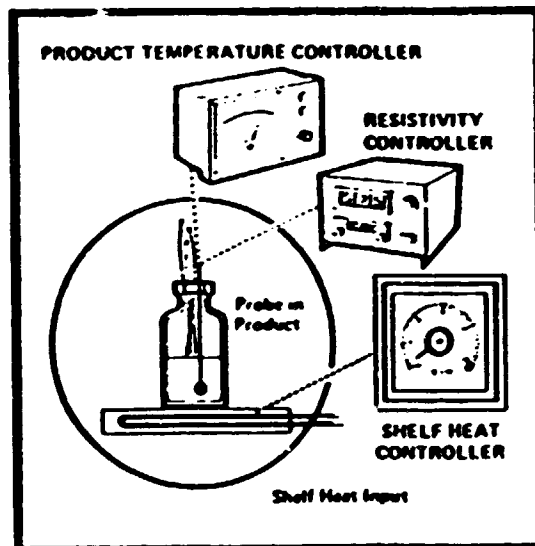 PRODUCT TEMPERATURE CONTROLLER
RESISTIVITY
CONTROLLER
Probe in
Product
SHELF HEAT
CONTROLLER
Shelf Heat Input